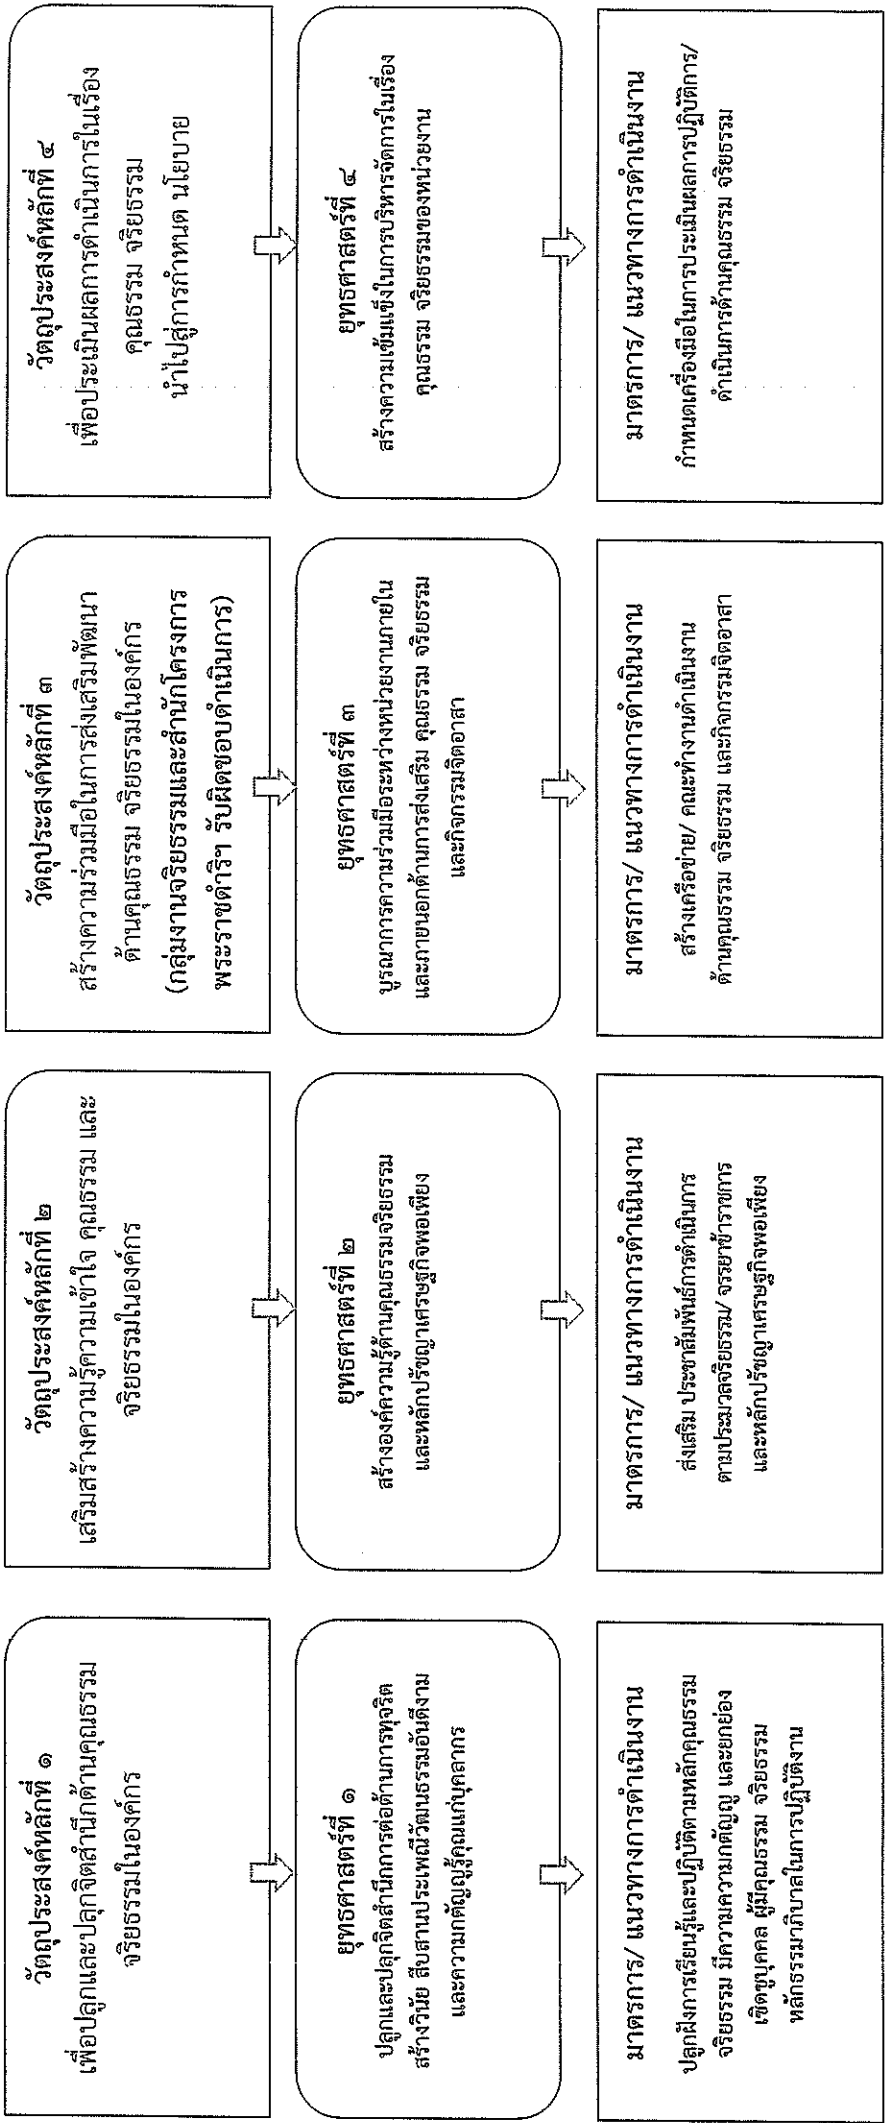 วัตถุประสงค์หลักที่ ๑
เพื่อปลูกและปลุกจิตสำนึกด้านคุณธรรม
จริยธรรมในองค์กร
วัตถุประสงค์หลักที่ ๒
เสริมสร้างความรู้ความเข้าใจ คุณธรรม และ
จริยธรรมในองค์กร
วัตถุประสงค์หลักที่ ๓
สร้างความร่วมมือในการส่งเสริมพัฒนา
ด้านคุณธรรม จริยธรรมในองค์กร
(กลุ่มงานจริยธรรมและสำนักโครงการ
พระราชดำริฯ รับผิดชอบดำเนินการ)
วัตถุประสงค์หลักที่ ๔
เพื่อประเมินผลการดำเนินการในเรื่อง
คุณธรรม จริยธรรม
นำไปสู่การกำหนด นโยบาย
ยุทธศาสตร์ที่ ๑
ปลูกและปลุกจิตสำนึกการต่อต้านการทุจริต
สร้างวินัย สืบสานประเพณีวัฒนธรรมอันดีงาม
และความกตัญญูรู้คุณแก่บุคลากร
ยุทธศาสตร์ที่ ๒
สร้างองค์ความรู้ด้านคุณธรรมจริยธรรม
และหลักปรัชญาเศรษฐกิจพอเพียง
ยุทธศาสตร์ที่ ๓
บูรณาการความร่วมมือระหว่างหน่วยงานภายใน
และภายนอกด้านการส่งเสริม คุณธรรม จริยธรรม
และกิจกรรมจิตอาสา
ยุทธศาสตร์ที่ ๔
สร้างความเข้มแข็งในการบริหารจัดการในเรื่อง
คุณธรรม จริยธรรมของหน่วยงาน
มาตรการ/ แนวทางการดำเนินงาน
ปลูกฝังการเรียนรู้และปฏิบัติตามหลักคุณธรรม
จริยธรรม มีความความกตัญญู และยกย่อง
เชิดชูบุคคล ผู้มีคุณธรรม จริยธรรม
หลักธรรมาภิบาลในการปฏิบัติงาน
มาตรการ/ แนวทางการดำเนินงาน
ส่งเสริม ประชาสัมพันธ์การดำเนินการ
ตามประมวลจริยธรรม/ จรรยาข้าราชการ
และหลักปรัชญาเศรษฐกิจพอเพียง
มาตรการ/ แนวทางการดำเนินงาน
สร้างเครือข่าย/ คณะทำงานดำเนินงาน
ด้านคุณธรรม จริยธรรม และกิจกรรมจิตอาสา
มาตรการ/ แนวทางการดำเนินงาน
กำหนดเครื่องมือในการประเมินผลการปฏิบัติการ/
ดำเนินการด้านคุณธรรม จริยธรรม